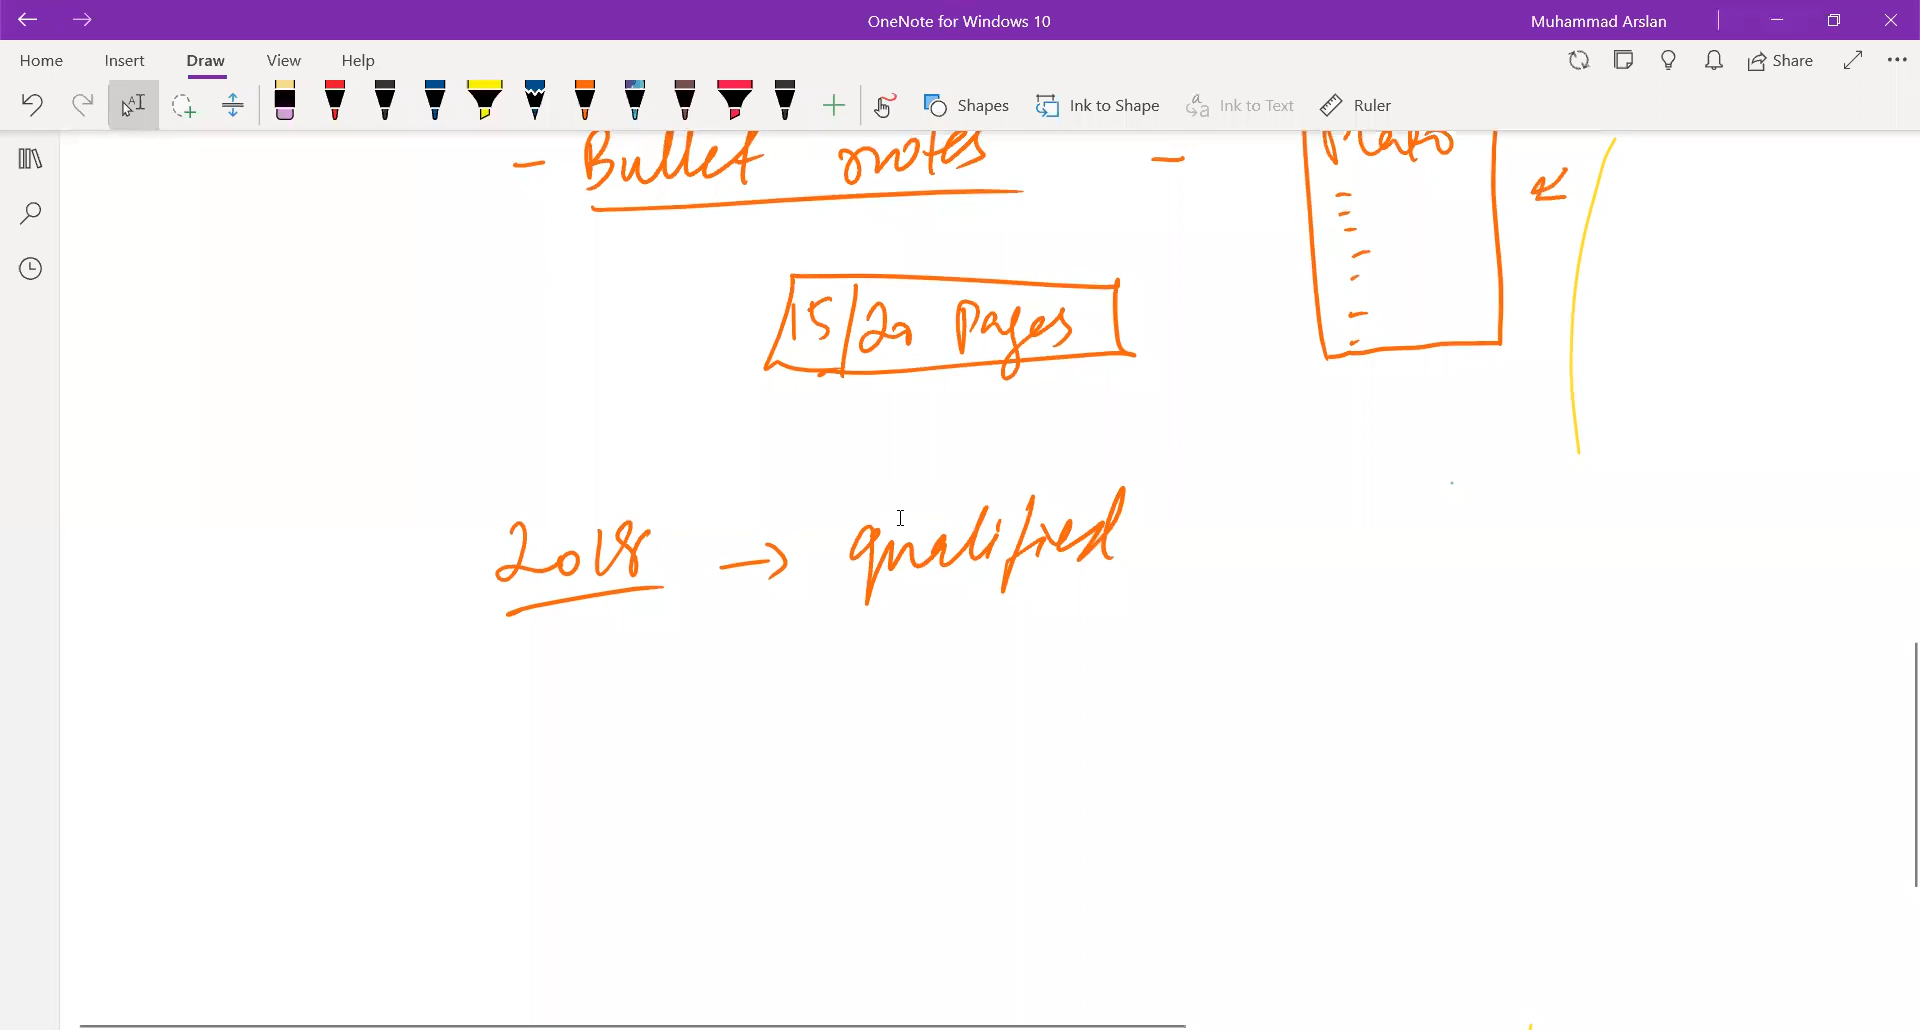 OneNote for Windows 10
Muhammad Arslan
Home Insert Draw View Help
Share
Shapes
Ink to Shape
Ink to Text
Ruler
- Bullet notes -
Plato
15/20 Pages
2018 → qualified